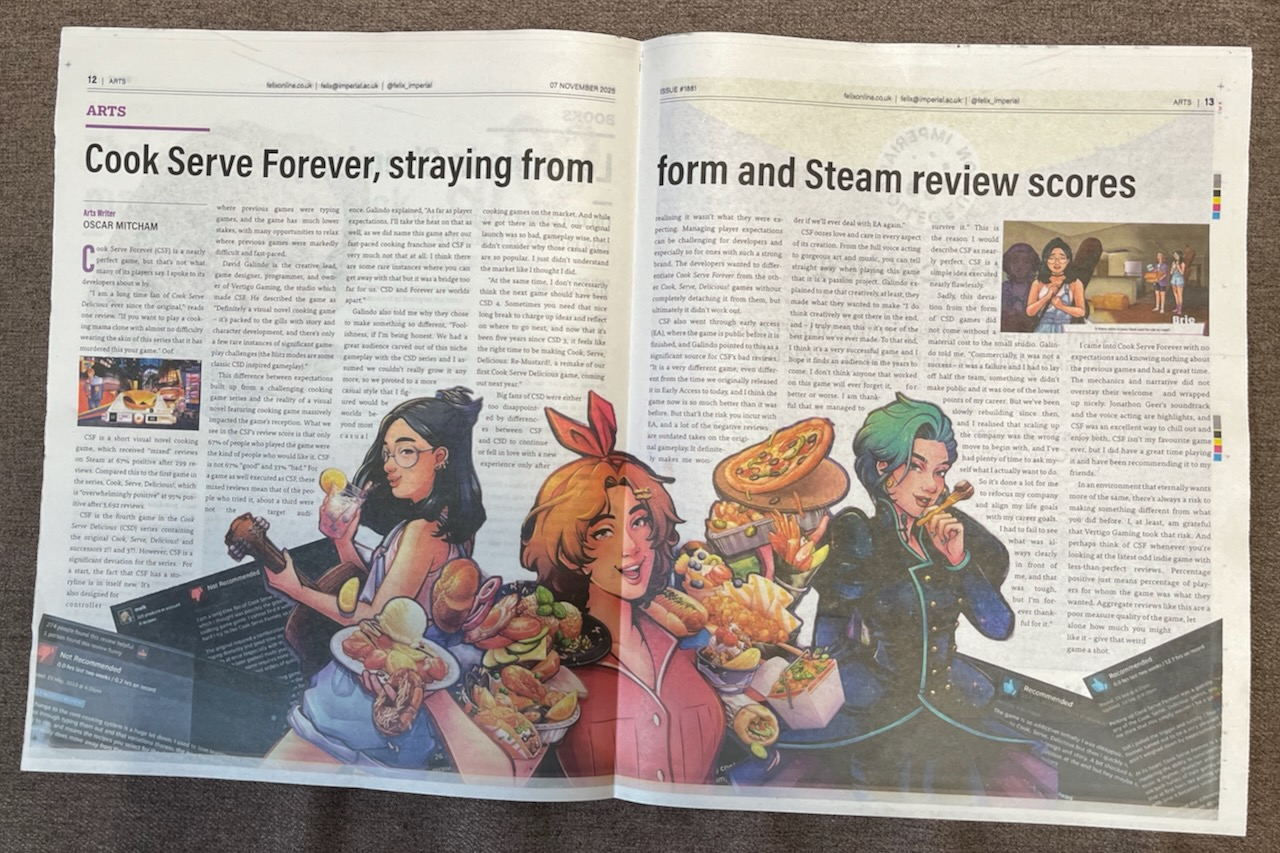 12 | ARTS
felixonline.co.uk | felix@imperial.ac.uk | @felix_imperial
07 NOVEMBER 2025
ARTS
Cook Serve Forever, straying from
Arts Writer
OSCAR MITCHAM
Cook Serve Forever (CSF) is a nearly
perfect game, but that's not what
many of its players say. I spoke to its
developers about why.
"I am a long time fan of Cook Serve
Delicious ever since the original," reads
one review. "If you want to play a cook-
ing mama clone with almost no difficulty
wearing the skin of this series that it has
murdered this your game." Oof.
CSF is a short visual novel cooking
game, which received "mixed" reviews
on Steam at 67% positive after 199 re-
views. Compared to the first game in
the series, Cook, Serve, Delicious!, which
is "overwhelmingly positive" at 95% pos-
itive after 3,692 reviews.
CSF is the fourth game in the Cook
Serve Delicious (CSD) series containing
the original Cook, Serve, Delicious! and
successors 2!! and 3?!. However, CSF is a
significant deviation for the series. For
a start, the fact that CSF has a sto-
ryline is in itself new. It's
also designed for
controller
where previous games were typing
games, and the game has much lower
stakes, with many opportunities to relax
where previous games were markedly
difficult and fast-paced.
David Galindo is the creative lead,
game designer, programmer, and own-
er of Vertigo Gaming, the studio which
made CSF. He described the game as
"Definitely a visual novel cooking game
– it's packed to the gills with story and
character development, and there's only
a few rare instances of significant game-
play challenges [the Blitz modes are some
classic CSD inspired gameplay]."
This difference between expectations
built up from a challenging cooking
game series and the reality of a visual
novel featuring cooking game massively
impacted the game's reception. What we
see in the CSF's review score is that only
67% of people who played the game were
the kind of people who would like it. CSF
is not 67% "good" and 33% "bad." For
a game as well executed as CSF, these
mixed reviews mean that of the peo-
ple who tried it, about a third were
not the target audi-
ence. Galindo explained, "As far as player
expectations, I'll take the heat on that as
well, as we did name this game after our
fast-paced cooking franchise and CSF is
very much not that at all. I think there
are some rare instances where you can
get away with that but it was a bridge too
far for us. CSD and Forever are worlds
apart."
Galindo also told me why they chose
to make something so different, "Fool-
ishness, if I'm being honest. We had a
great audience carved out of this niche
gameplay with the CSD series and I as-
sumed we couldn't really grow it any
more, so we pivoted to a more
casual style that I fig-
ured would be
worlds be-
yond most
casual
cooking games on the market. And while
we got there in the end, our original
launch was so bad, gameplay wise, that I
didn't consider why those casual games
are so popular. I just didn't understand
the market like I thought I did.
"At the same time, I don't necessarily
think the next game should have been
CSD 4. Sometimes you need that nice
long break to charge up ideas and reflect
on where to go next, and now that it's
been five years since CSD 3, it feels like
the right time to be making Cook, Serve,
Delicious: Re-Mustard!, a remake of our
first Cook Serve Delicious game, coming
out next year."
Big fans of CSD were either
too disappoint-
ed by differenc-
es between CSF
and CSD to continue
or fell in love with a new
experience only after
ISSUE #1881
felixonline.co.uk | felix@imperial.ac.uk | @felix_imperial
ARTS | 13
form and Steam review scores
realising it wasn't what they were ex-
pecting. Managing player expectations
can be challenging for developers and
especially so for ones with such a strong
brand. The developers wanted to differ-
entiate Cook Serve Forever from the oth-
er Cook, Serve, Delicious! games without
completely detaching it from them, but
ultimately it didn't work out.
CSF also went through early access
(EA), where the game is public before it is
finished, and Galindo pointed to this as a
significant source for CSF's bad reviews.
"It is a very different game; even differ-
ent from the time we originally released
it in Early Access to today, and I think the
game now is so much better than it was
before. But that's the risk you incur with
EA, and a lot of the negative reviews
are outdated takes on the orig-
inal gameplay. It definite-
ly makes me won-
der if we'll ever deal with EA again."
CSF oozes love and care in every aspect
of its creation. From the full voice acting
to gorgeous art and music, you can tell
straight away when playing this game
that it is a passion project. Galindo ex-
plained to me that creatively, at least, they
made what they wanted to make. "I do
think creatively we got there in the end,
and – I truly mean this – it's one of the
best games we've ever made. To that end,
I think it's a very successful game and I
hope it finds an audience in the years to
come. I don't think anyone that worked
on this game will forget it, for
better or worse. I am thank-
ful that we managed to
survive it." This is
the reason I would
describe CSF as near-
ly perfect. CSF is a
simple idea executed
nearly flawlessly.
Sadly, this devia-
tion from the form
of CSD games did
not come without a
material cost to the small studio. Galin-
do told me, "Commercially, it was not a
success – it was a failure and I had to lay
off half the team, something we didn't
make public and it was one of the lowest
points of my career. But we've been
slowly rebuilding since then,
and I realised that scaling up
the company was the wrong
move to begin with, and I've
had plenty of time to ask my-
self what I actually want to do.
So it's done a lot for me
to refocus my company
and align my life goals
with my career goals.
I had to fail to see
what was al-
ways clearly
in front of
me, and that
was tough,
but I'm for-
ever thank-
ful for it."
Brie
I came into Cook Serve Forever with no
expectations and knowing nothing about
the previous games and had a great time.
The mechanics and narrative did not
overstay their welcome and wrapped
up nicely. Jonathon Geer's soundtrack
and the voice acting are highlights, and
CSF was an excellent way to chill out and
enjoy both. CSF isn't my favourite game
ever, but I did have a great time playing
it and have been recommending it to my
friends.
In an environment that eternally wants
more of the same, there's always a risk to
making something different from what
you did before. I, at least, am grateful
that Vertigo Gaming took that risk. And
perhaps think of CSF whenever you're
looking at the latest odd indie game with
less-than-perfect reviews. Percentage
positive just means percentage of play-
ers for whom the game was what they
wanted. Aggregate reviews like this are a
poor measure quality of the game, let
alone how much you might
like it – give that weird
game a shot.
Not Recommended
274 people found this review helpful
1 person found this review funny
Not Recommended
0.0 hrs last two weeks / 0.2 hrs on record
Recommended
Recommended